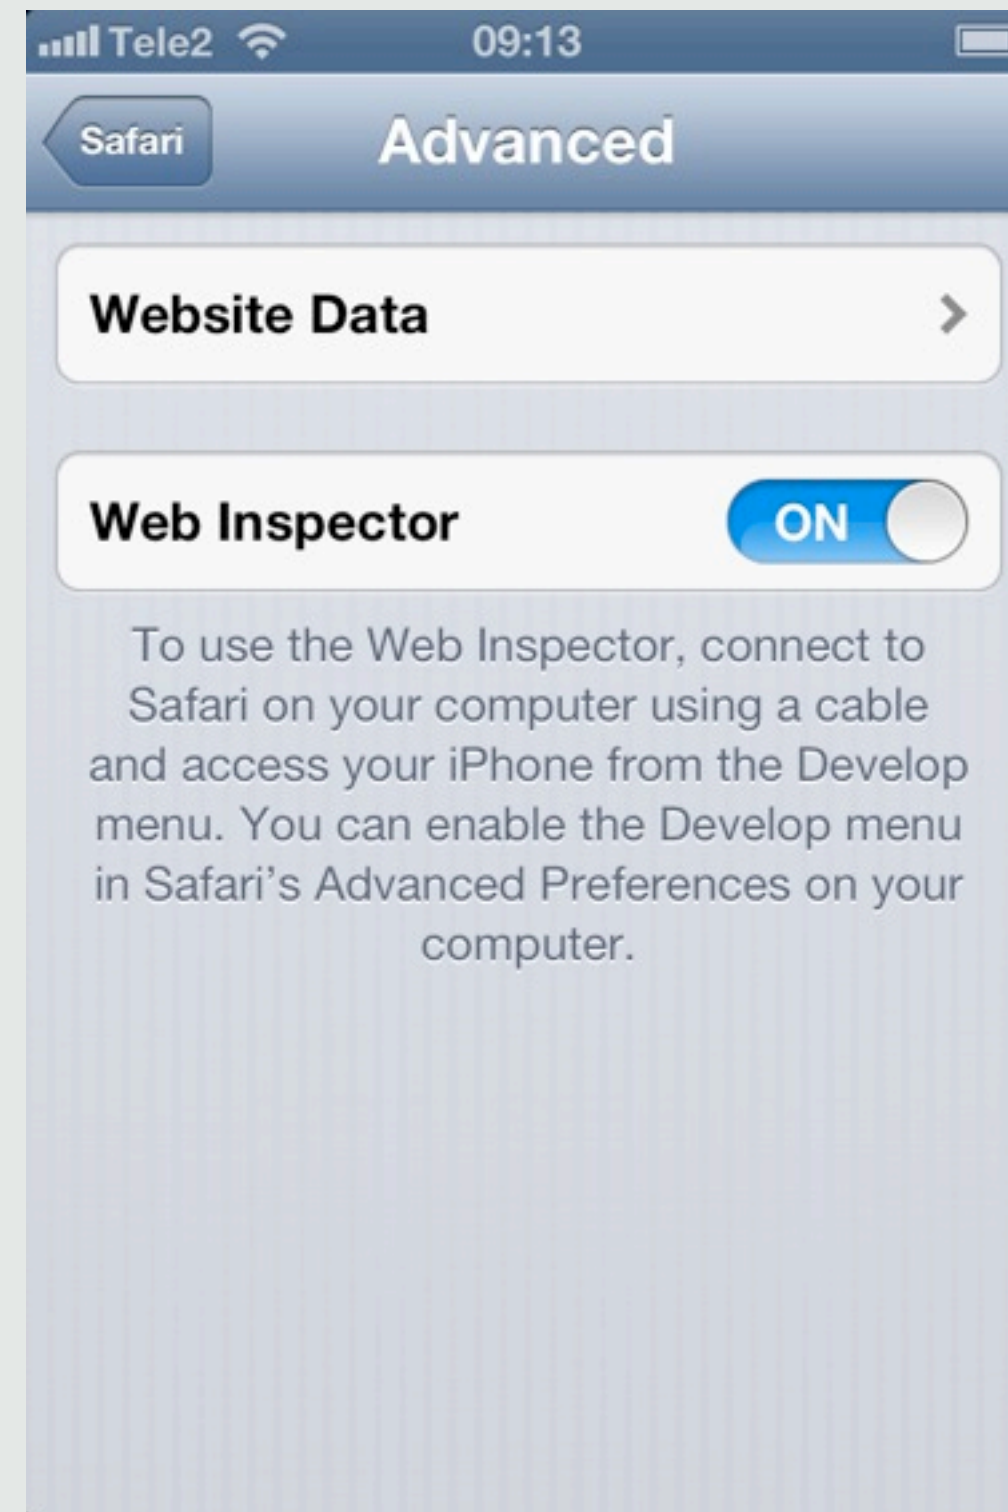 Tele2 09:13
Safari Advanced
Website Data
Web Inspector ON
To use the Web Inspector, connect to
Safari on your computer using a cable
and access your iPhone from the Develop
menu. You can enable the Develop menu
in Safari’s Advanced Preferences on your
computer.